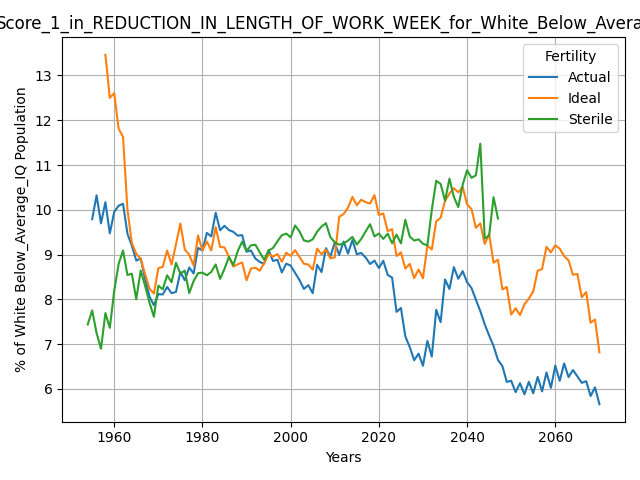 Score_1_in_REDUCTION_IN_LENGTH_OF_WORK_WEEK_for_White_Below_Avera
Fertility
Actual
Ideal
Sterile
% of White Below_Average_IQ Population
13
12
11
10
9
8
7
6
1960
1980
2000
2020
2040
2060
Years